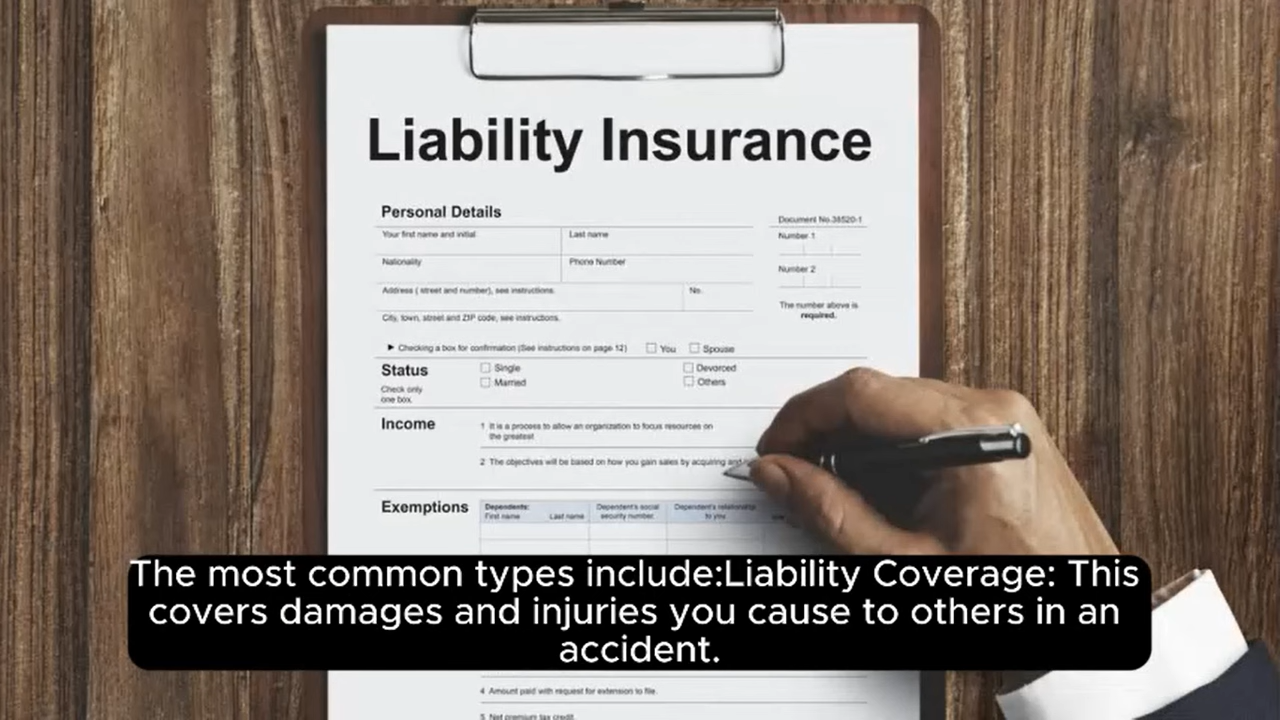 Liability Insurance
Personal Details
Document No.38520-1
Your first name and initial
Last name
Number 1
Nationality
Phone Number
Number 2
Address ( street and number), see instructions.
No.
The number above is
required.
City, town, street and ZIP code, see instructions.
Checking a box for confirmation (See instructions on page 12)
You
Spouse
Status
Single
Devorced
Check only
one box.
Married
Others
Income
1 It is a process to allow an organization to focus resources on
the greatest
2 The objectives will be based on how you gain sales by acquiring and
Exemptions
Dependents:
First name
Last name
Dependent's social
security number.
Dependent's relationship
to you
The most common types include:Liability Coverage: This
covers damages and injuries you cause to others in an
accident.
4 Amount paid with request for extension to file.
5 Net premium tax credit.